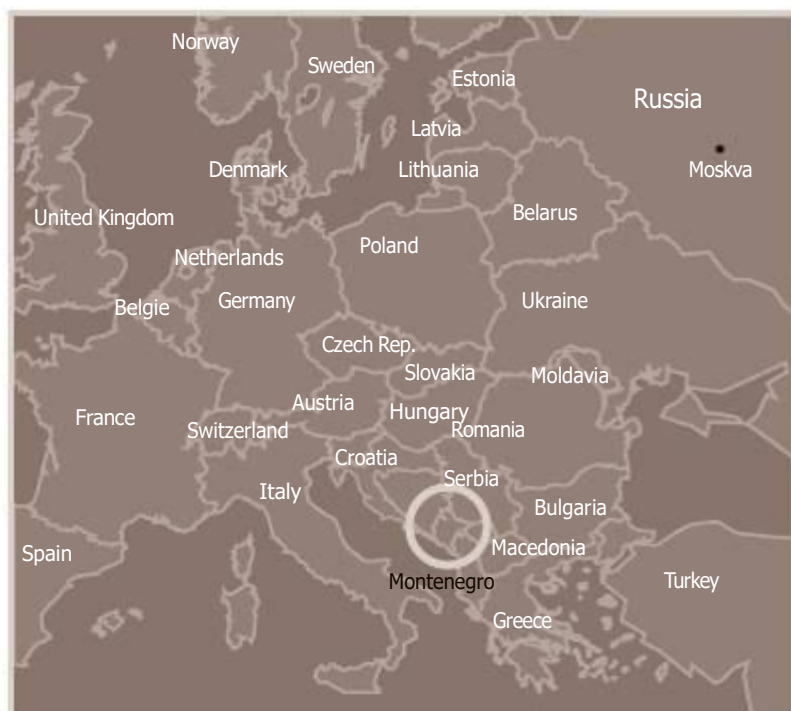 Norway
Sweden
Estonia
Russia
Latvia
Denmark
Lithuania
Moskva
United Kingdom
Belarus
Poland
Netherlands
Belgie
Germany
Ukraine
Czech Rep.
Slovakia
Moldavia
Austria
Hungary
France
Switzerland
Romania
Croatia
Serbia
Italy
Bulgaria
Spain
Macedonia
Montenegro
Turkey
Greece